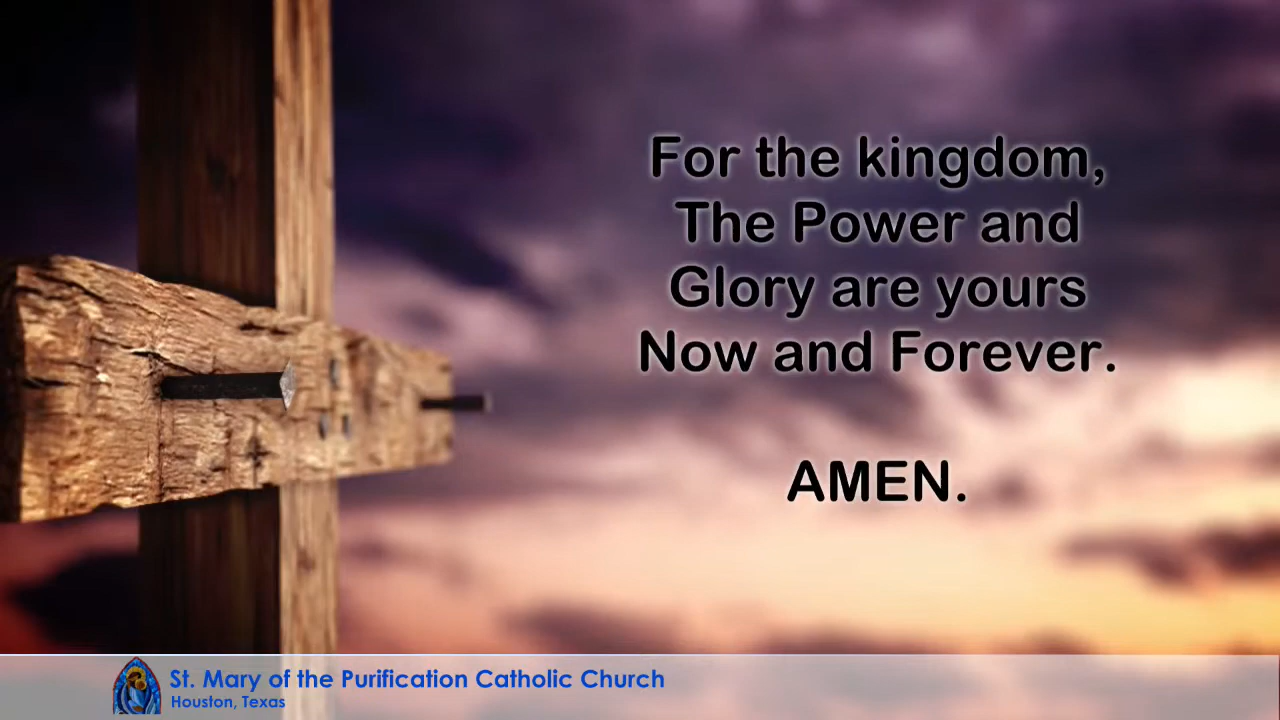 For the kingdom,
The Power and
Glory are yours
Now and Forever.
AMEN.
St. Mary of the Purification Catholic Church
Houston, Texas